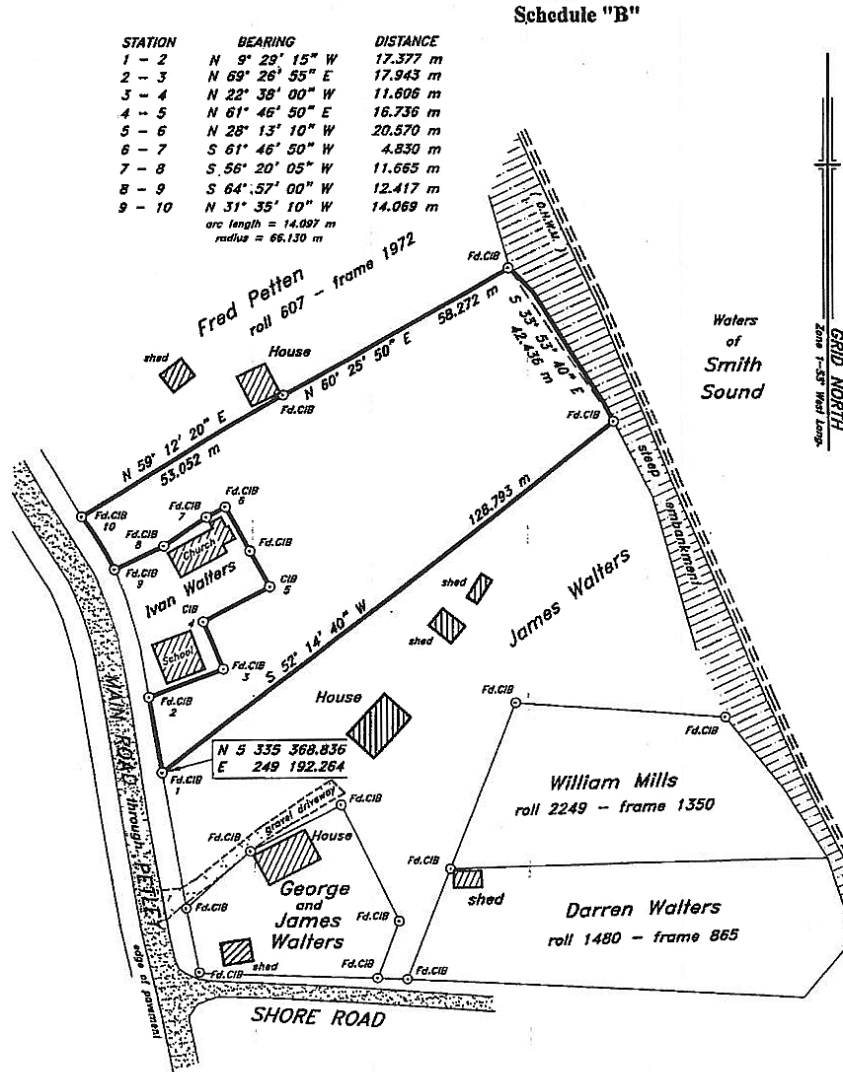 Schedule "B"
STATION BEARING DISTANCE
1 - 2 N 9° 29' 15" W 17.377 m
2 - 3 N 69° 26' 55" E 17.943 m
3 - 4 N 22° 38' 00" W 11.606 m
4 - 5 N 61° 46' 50" E 16.736 m
5 - 6 N 28° 13' 10" W 20.570 m
6 - 7 S 61° 46' 50" W 4.830 m
7 - 8 S 56° 20' 05" W 11.665 m
8 - 9 S 64° 57' 00" W 12.417 m
9 - 10 N 31° 35' 10" W 14.069 m
arc length = 14.097 m
radius = 66.130 m
(O.H.W.M.)
GRID NORTH
Zone 1-53° West Long.
Fred Petten
roll 607 - frame 1972
Fd.CIB
58.272 m
S 33° 53' 40" E
42.436 m
Waters
of
Smith
Sound
shed
House
N 60° 25' 50" E
Fd.CIB
Fd.CIB
N 59° 12' 20" E
53.052 m
steep
embankment
128.793 m
Fd.CIB
10
Fd.CIB
7
Fd.CIB
6
Fd.CIB
8
Church
Fd.CIB
Fd.CIB
9
Ivan Walters
CIB
5
CIB
4
School
3
Fd.CIB
Fd.CIB
2
S 52° 14' 40" W
shed
shed
James Walters
House
N 5 335 368.836
E 249 192.264
Fd.CIB
1
Fd.CIB
Fd.CIB
MAIN ROAD through PETLEY
William Mills
roll 2249 - frame 1350
gravel driveway
Fd.CIB
Fd.CIB
House
Fd.CIB
shed
George
and
James
Walters
Fd.CIB
Fd.CIB
Darren Walters
roll 1480 - frame 865
edge of pavement
shed
Fd.CIB
Fd.CIB
Fd.CIB
SHORE ROAD